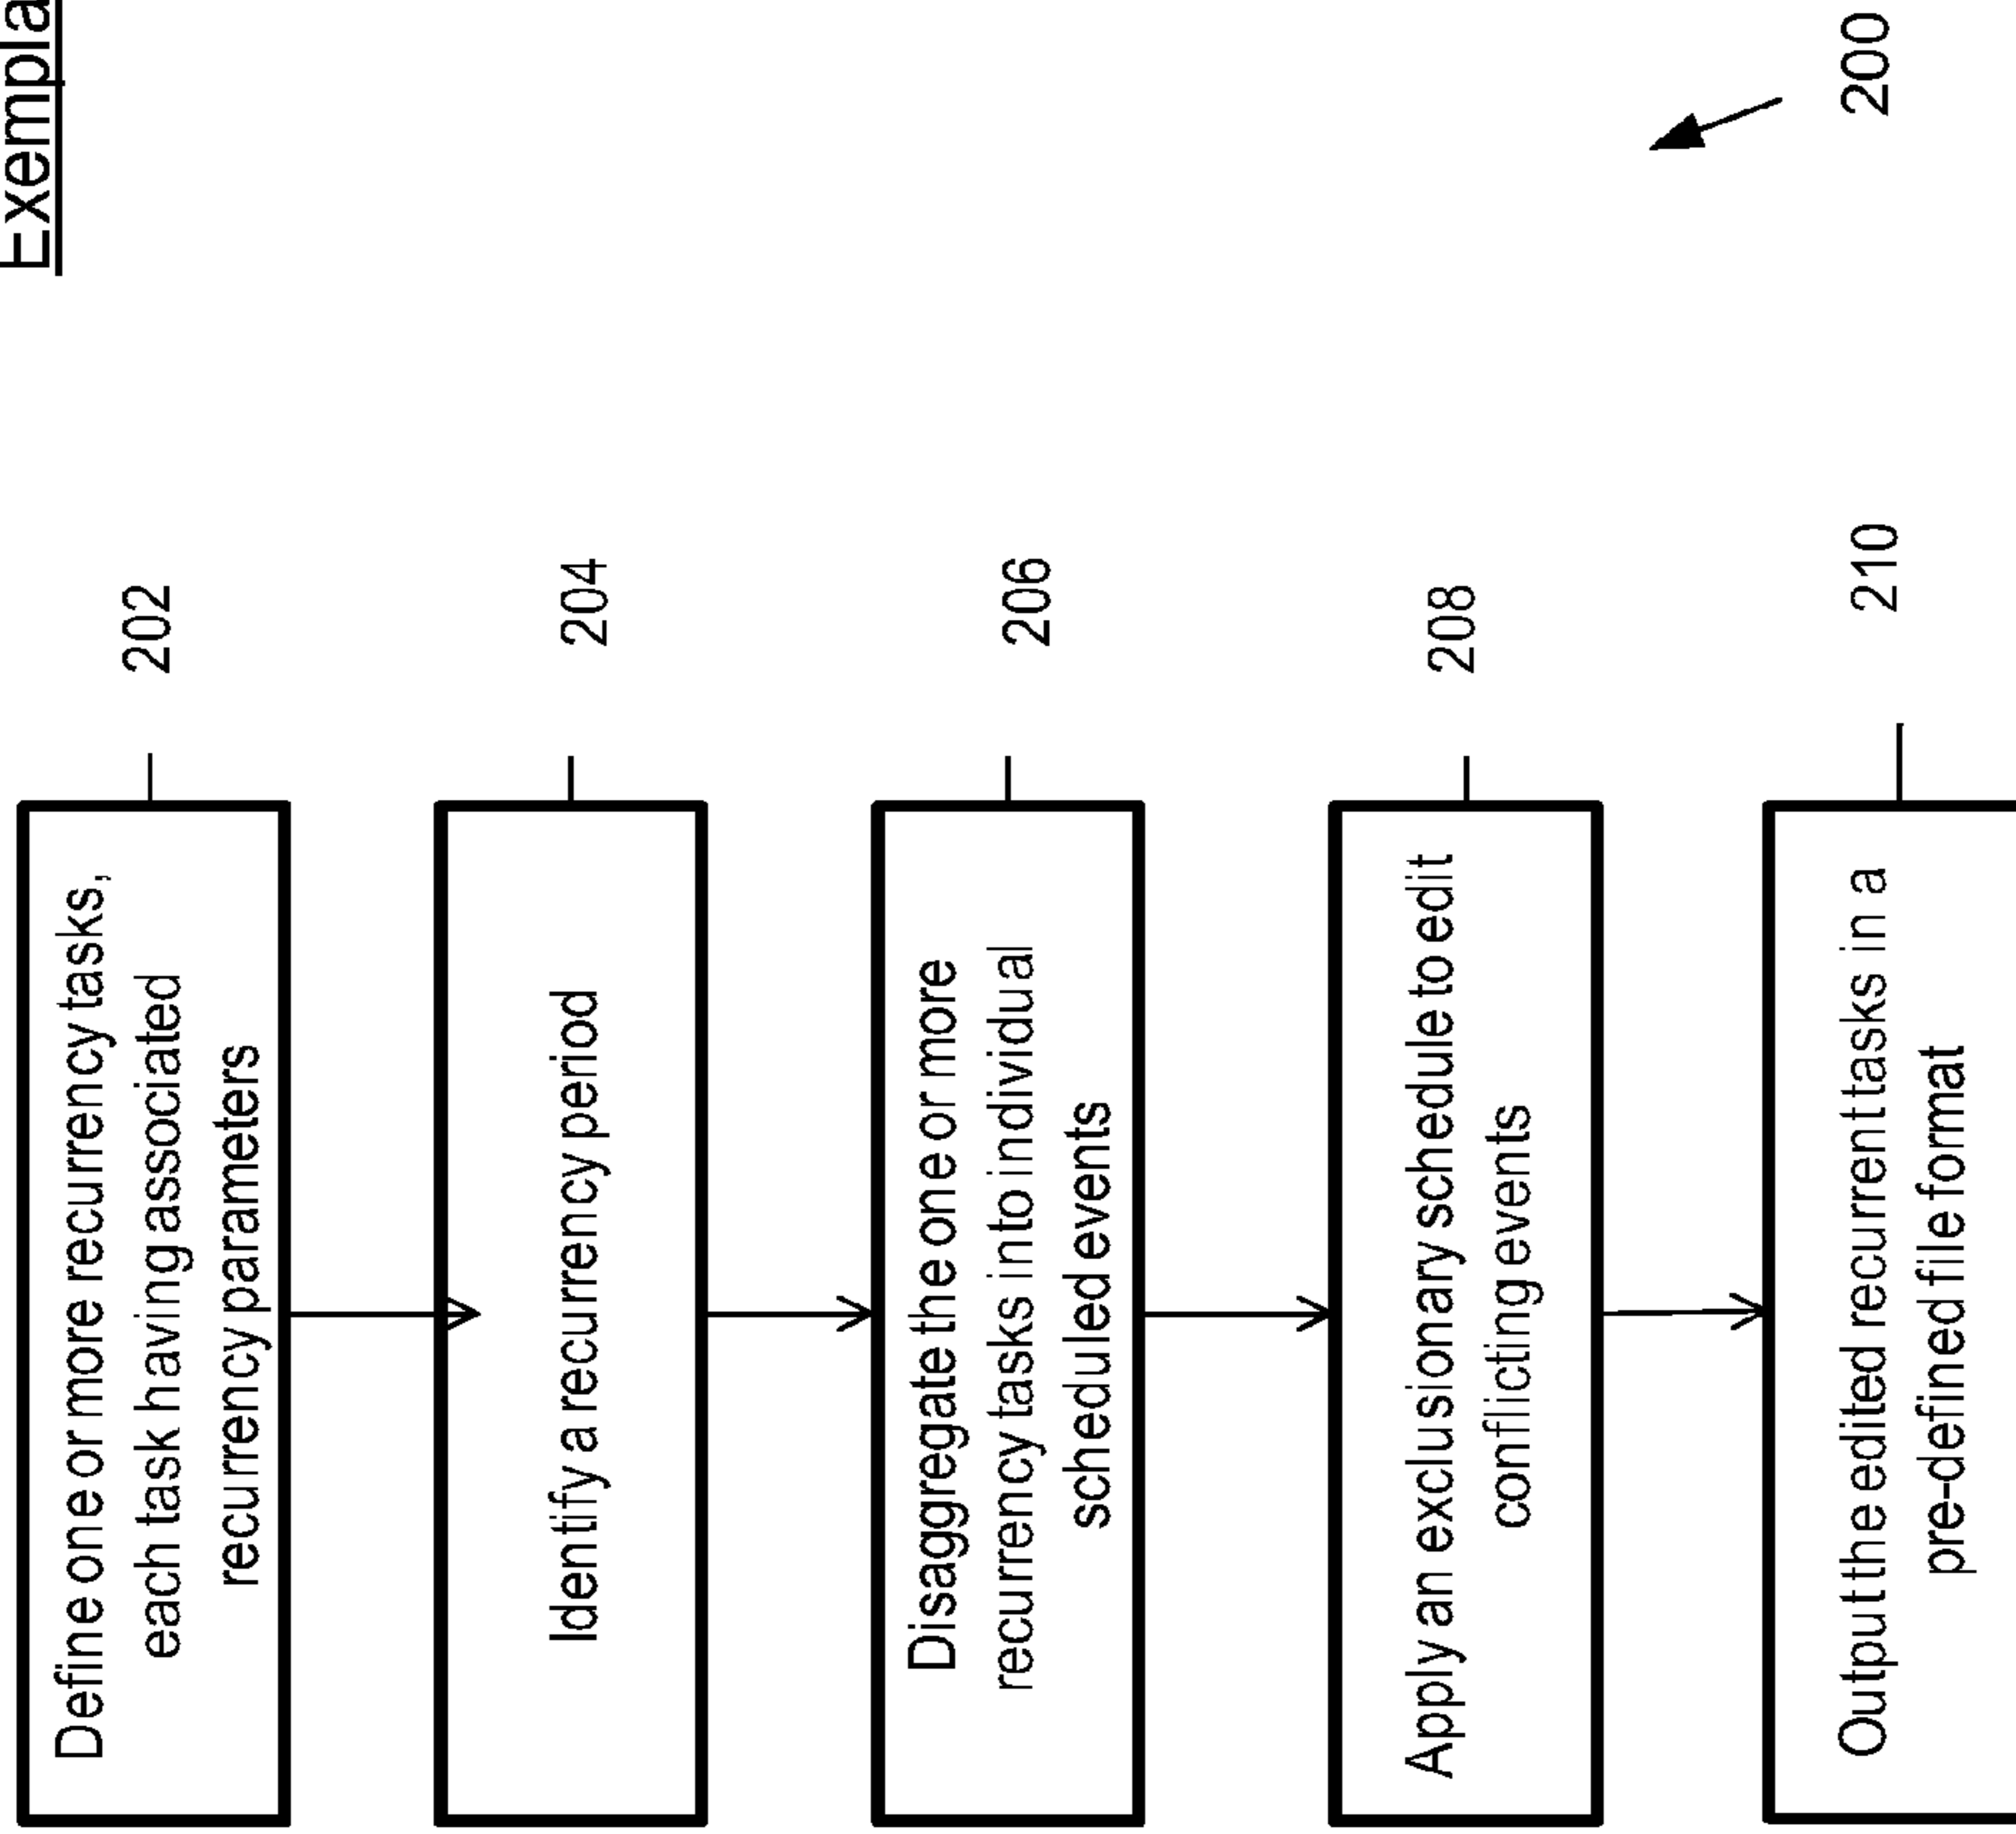 Exempla
Define one or more recurrency tasks,
each task having associated
recurrency parameters
202
Identify a recurrency period
204
Disaggregate the one or more
recurrency tasks into individual
scheduled events
206
Apply an exclusionary schedule to edit
conflicting events
208
Output the edited recurrent tasks in a
pre-defined file format
210
200